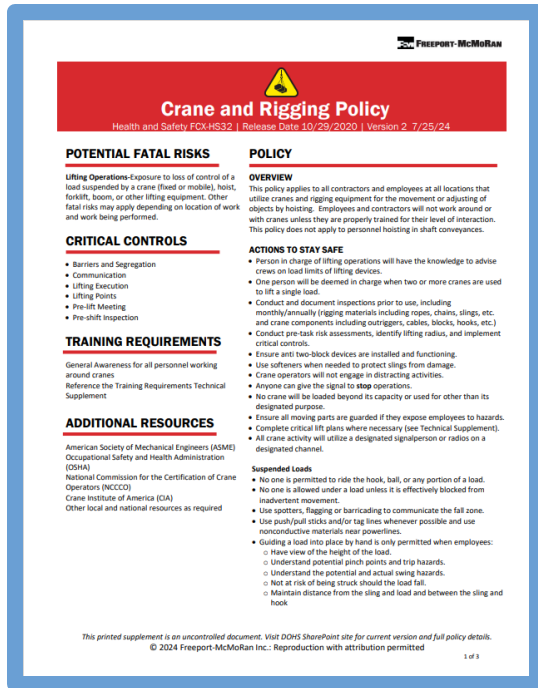 FREEPORT-McMoRAN
Crane and Rigging Policy
Health and Safety FCX-HS32 | Release Date 10/29/2020 | Version 2 7/25/24
POTENTIAL FATAL RISKS
Lifting Operations-Exposure to loss of control of a
load suspended by a crane (fixed or mobile), hoist,
forklift, boom, or other lifting equipment. Other
fatal risks may apply depending on location of work
and work being performed.
CRITICAL CONTROLS
• Barriers and Segregation
• Communication
• Lifting Execution
• Lifting Points
• Pre-lift Meeting
• Pre-shift Inspection
TRAINING REQUIREMENTS
General Awareness for all personnel working
around cranes
Reference the Training Requirements Technical
Supplement
ADDITIONAL RESOURCES
American Society of Mechanical Engineers (ASME)
Occupational Safety and Health Administration
(OSHA)
National Commission for the Certification of Crane
Operators (NCCCO)
Crane Institute of America (CIA)
Other local and national resources as required
POLICY
OVERVIEW
This policy applies to all contractors and employees at all locations that
utilize cranes and rigging equipment for the movement or adjusting of
objects by hoisting. Employees and contractors will not work around or
with cranes unless they are properly trained for their level of interaction.
This policy does not apply to personnel hoisting in shaft conveyances.
ACTIONS TO STAY SAFE
• Person in charge of lifting operations will have the knowledge to advise
crews on load limits of lifting devices.
• One person will be deemed in charge when two or more cranes are used
to lift a single load.
• Conduct and document inspections prior to use, including
monthly/annually (rigging materials including ropes, chains, slings, etc.
and crane components including outriggers, cables, blocks, hooks, etc.)
• Conduct pre-task risk assessments, identify lifting radius, and implement
critical controls.
• Ensure anti two-block devices are installed and functioning.
• Use softeners when needed to protect slings from damage.
• Crane operators will not engage in distracting activities.
• Anyone can give the signal to stop operations.
• No crane will be loaded beyond its capacity or used for other than its
designated purpose.
• Ensure all moving parts are guarded if they expose employees to hazards.
• Complete critical lift plans where necessary (see Technical Supplement).
• All crane activity will utilize a designated signalperson or radios on a
designated channel.
Suspended Loads
• No one is permitted to ride the hook, ball, or any portion of a load.
• No one is allowed under a load unless it is effectively blocked from
inadvertent movement.
• Use spotters, flagging or barricading to communicate the fall zone.
• Use push/pull sticks and/or tag lines whenever possible and use
nonconductive materials near powerlines.
• Guiding a load into place by hand is only permitted when employees:
o Have view of the height of the load.
o Understand potential pinch points and trip hazards.
o Understand the potential and actual swing hazards.
o Not at risk of being struck should the load fall.
o Maintain distance from the sling and load and between the sling and
hook
This printed supplement is an uncontrolled document. Visit DOHS SharePoint site for current version and full policy details.
© 2024 Freeport-McMoRan Inc.: Reproduction with attribution permitted
1 of 3